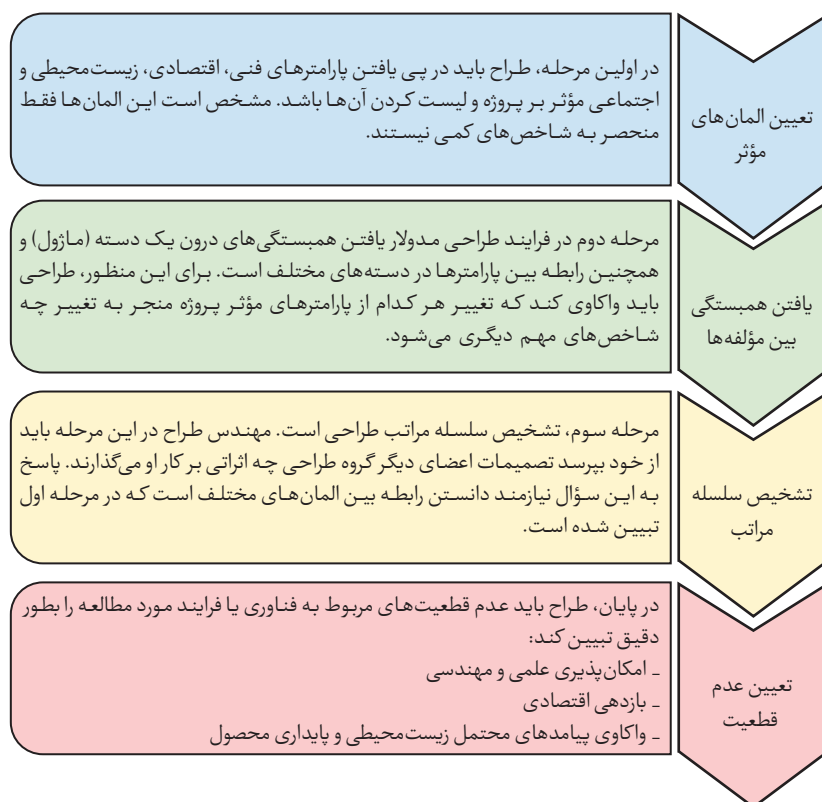 تعیین المان‌های
مؤثر
در اولین مرحله، طراح باید در پی یافتن پارامترهای فنی، اقتصادی، زیست‌محیطی و
اجتماعی مؤثر بر پروژه و لیست کردن آن‌ها باشد. مشخص است این المان‌ها فقط
منحصر به شاخص‌های کمی نیستند.
یافتن همبستگی
بین مؤلفه‌ها
مرحله دوم در فرایند طراحی مدولار یافتن همبستگی‌های درون یک دسته (ماژول) و
همچنین رابطه بین پارامترها در دسته‌های مختلف است. برای این منظور، طراحی
باید واکاوی کند که تغییر هر کدام از پارامترهای مؤثر پروژه منجر به تغییر چه
شاخص‌های مهم دیگری می‌شود.
تشخیص سلسله
مراتب
مرحله سوم، تشخیص سلسله مراتب طراحی است. مهندس طراح در این مرحله باید
از خود بپرسد تصمیمات اعضای دیگر گروه طراحی چه اثراتی بر کار او می‌گذارند. پاسخ
به این سؤال نیازمند دانستن رابطه بین المان‌های مختلف است که در مرحله اول
تبیین شده است.
تعیین عدم
قطعیت
در پایان، طراح باید عدم قطعیت‌های مربوط به فناوری یا فرایند مورد مطالعه را بطور
دقیق تبیین کند:
ـ امکان‌پذیری علمی و مهندسی
ـ بازدهی اقتصادی
ـ واکاوی پیامدهای محتمل زیست‌محیطی و پایداری محصول